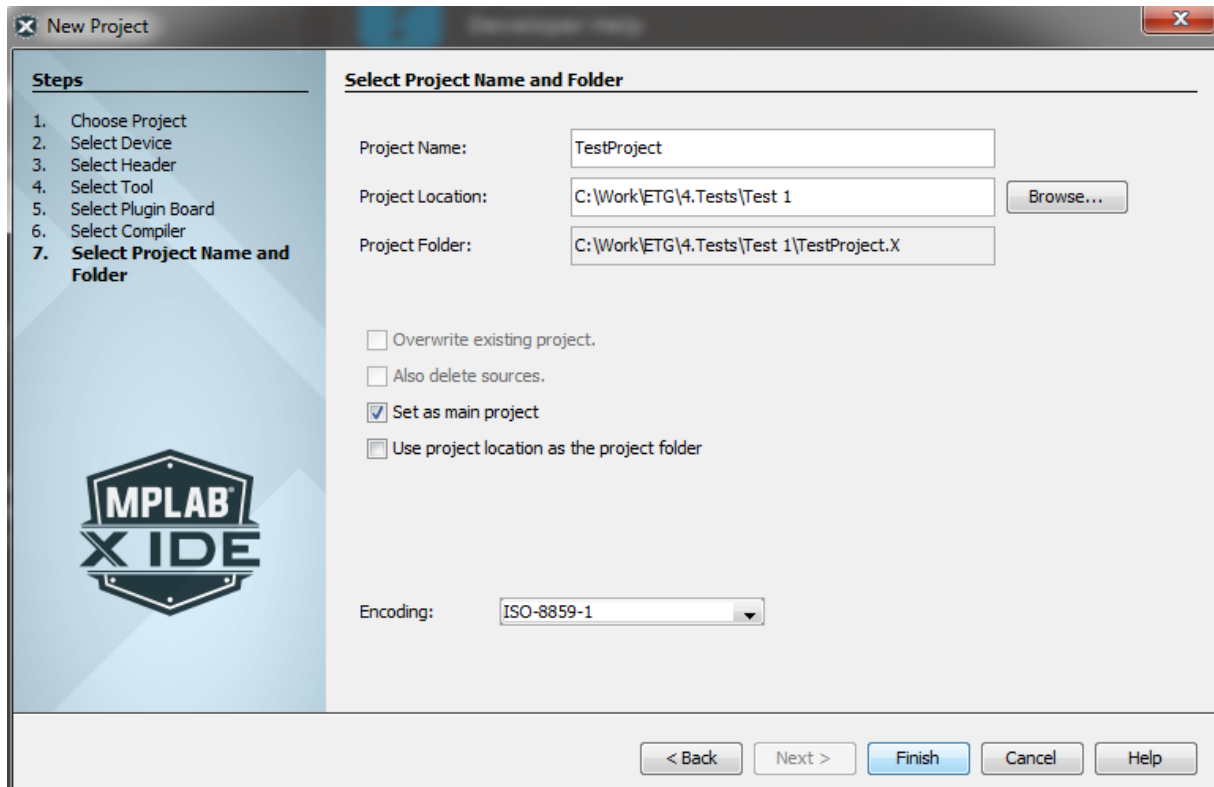 New Project
Developer Help
X
Steps
1. Choose Project
2. Select Device
3. Select Header
4. Select Tool
5. Select Plugin Board
6. Select Compiler
7. Select Project Name and
Folder
MPLAB®
X IDE
Select Project Name and Folder
Project Name: TestProject
Project Location: C:\Work\ETG\4.Tests\Test 1 Browse...
Project Folder: C:\Work\ETG\4.Tests\Test 1\TestProject.X
Overwrite existing project.
Also delete sources.
Set as main project
Use project location as the project folder
Encoding: ISO-8859-1
< Back Next > Finish Cancel Help